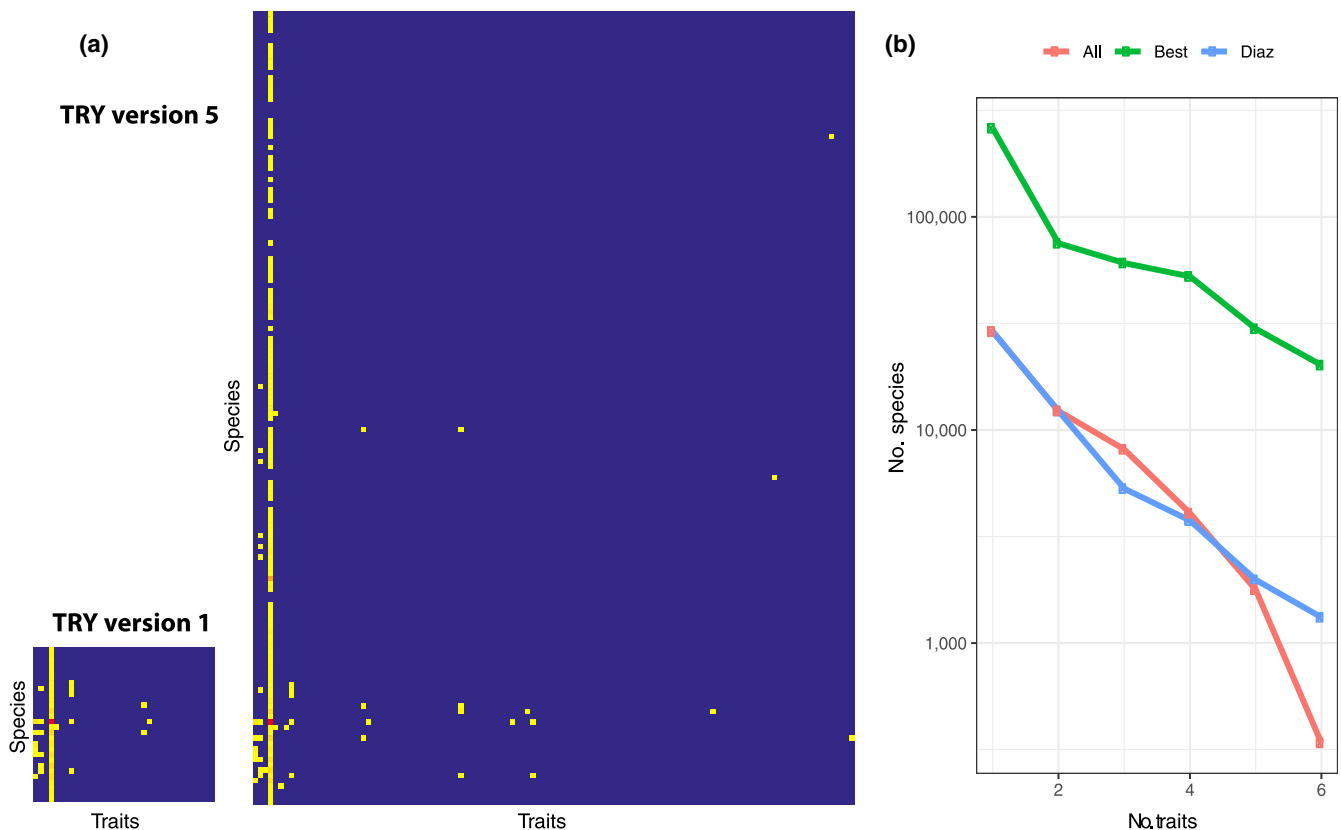 (a)
TRY version 5
Species
Traits
TRY version 1
Species
Traits
(b)
All Best Diaz
100,000
10,000
1,000
No. species
2 4 6
No. traits